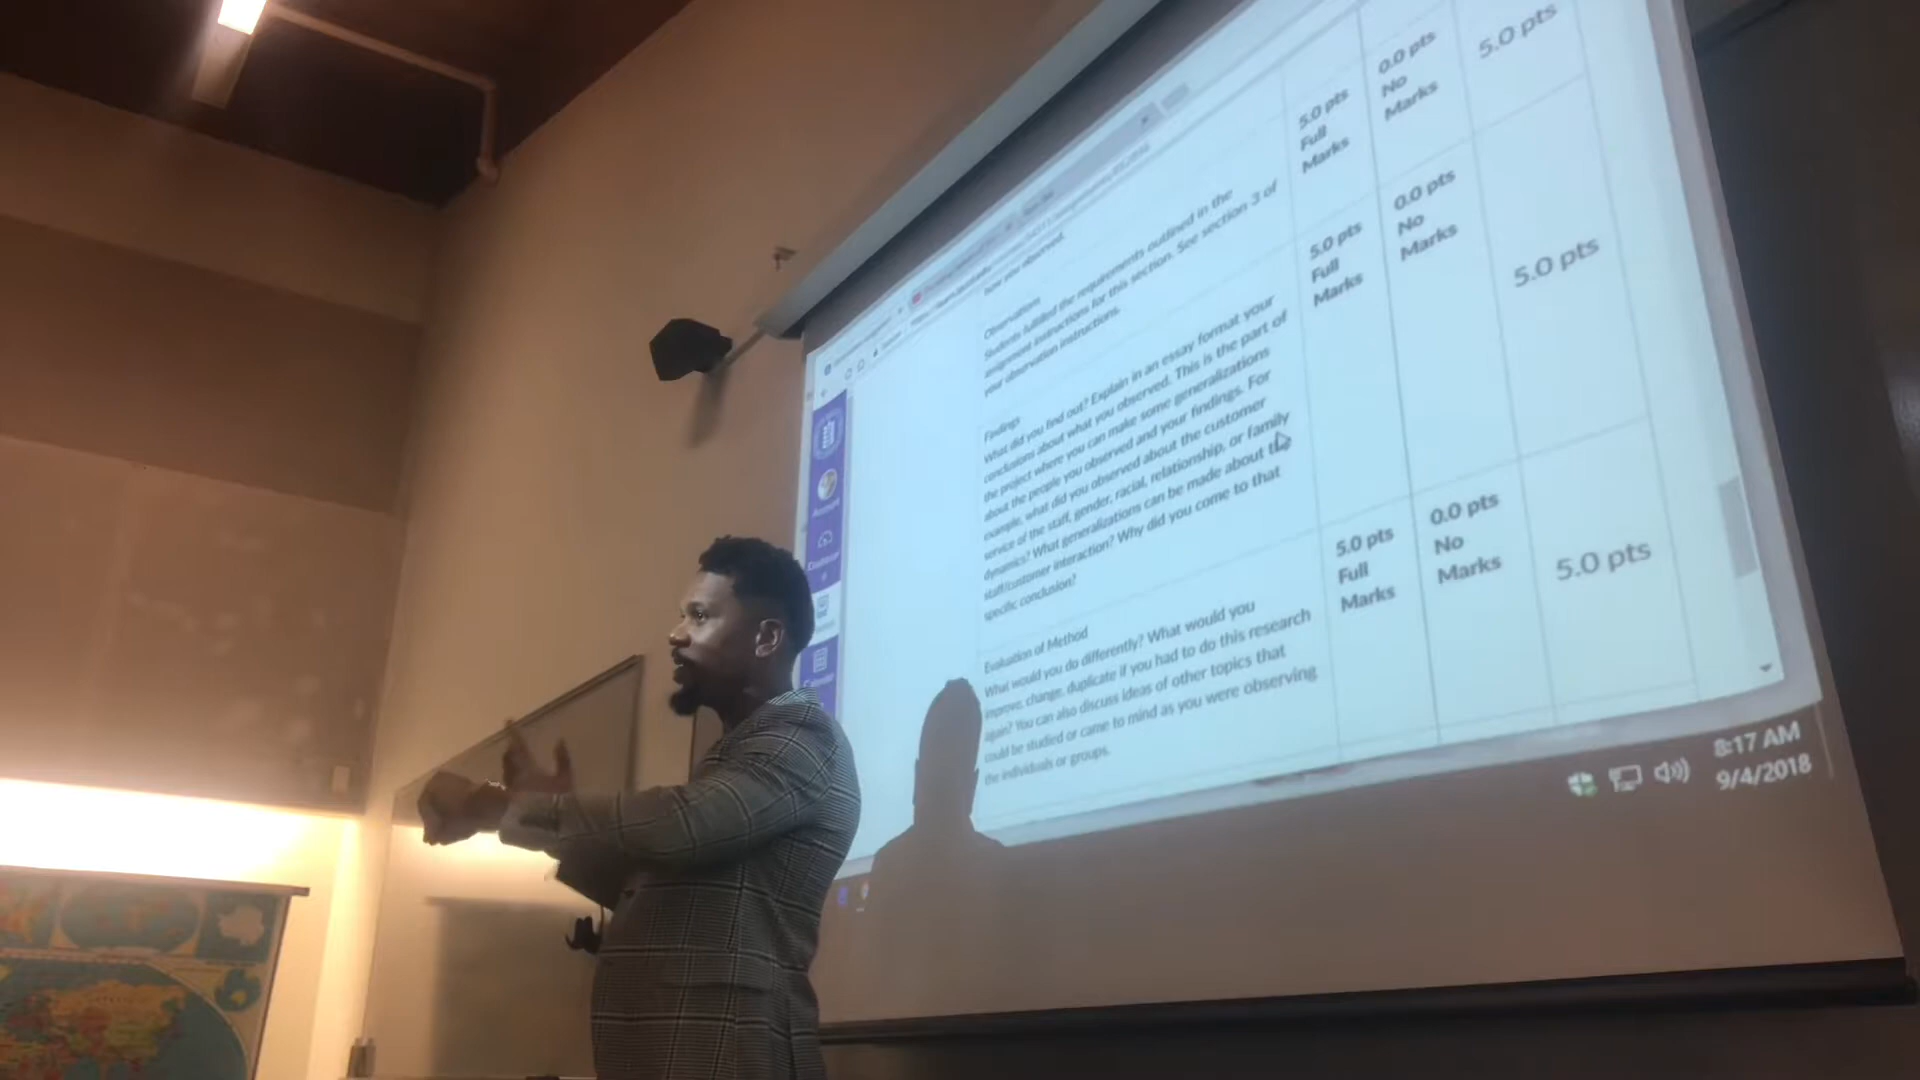 how you observed.
Observations
Students fulfilled the requirements outlined in the
assignment instructions for this section. See section 3 of
your observation instructions.
5.0 pts
Full
Marks
0.0 pts
No
Marks
5.0 pts
Findings
What did you find out? Explain in an essay format your
conclusions about what you observed. This is the part of
the project where you can make some generalizations
about the people you observed and your findings. For
example, what did you observed about the customer
service of the staff, gender, racial, relationship, or family
dynamics? What generalizations can be made about
staff/customer interaction? Why did you come to that
specific conclusion?
5.0 pts
Full
Marks
0.0 pts
No
Marks
5.0 pts
Evaluation of Method
What would you do differently? What would you
improve, change, duplicate if you had to do this research
again? You can also discuss ideas of other topics that
could be studied or came to mind as you were observing
the individuals or groups.
5.0 pts
Full
Marks
0.0 pts
No
Marks
5.0 pts
Account
Calendar
8:17 AM
9/4/2018